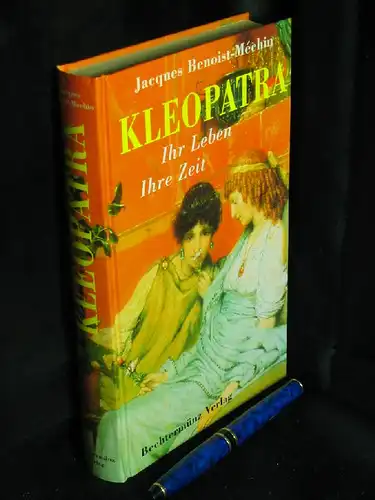 Jacques Benoist-Méchin
KLEOPATRA
Ihr Leben
Ihre Zeit
Bechtermünz Verlag
KLEOPATRA